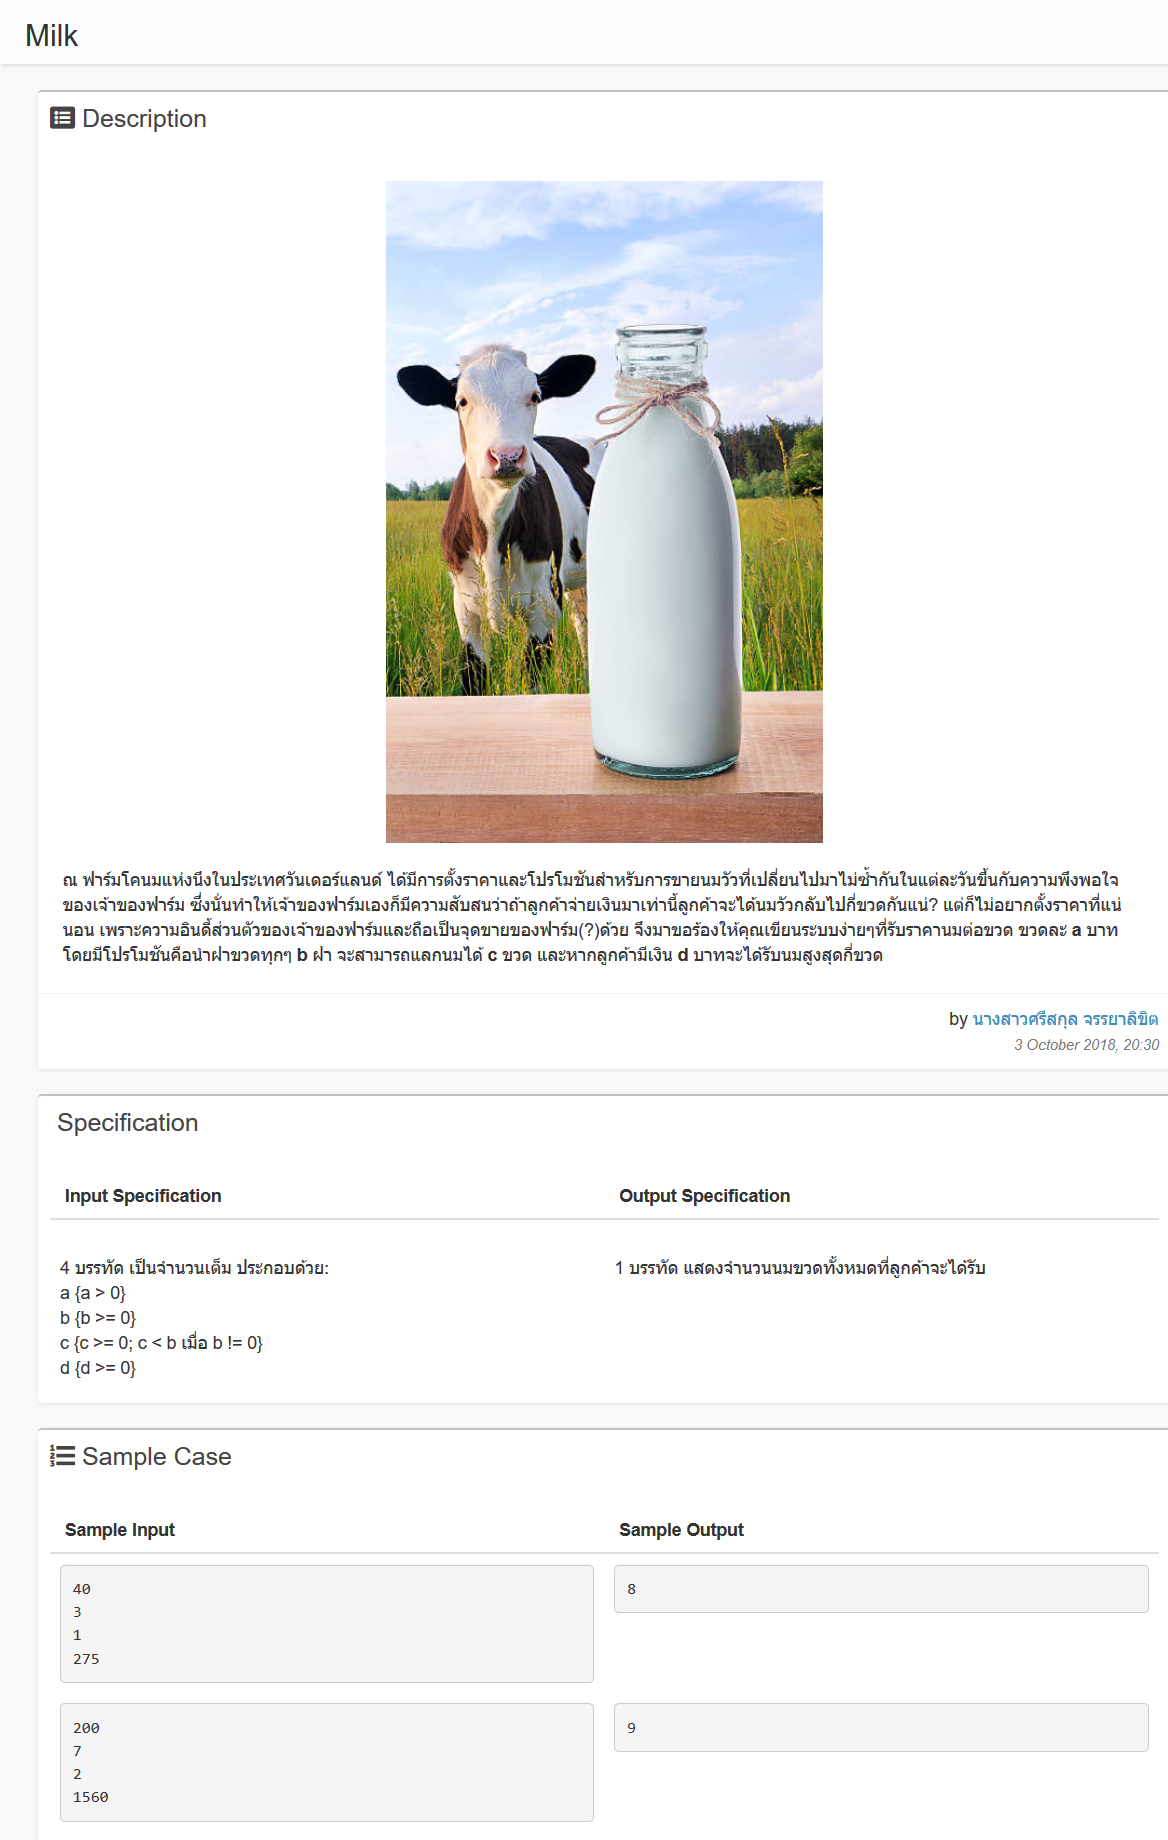 Milk
Description
ณ ฟาร์มโคนมแห่งนึงในประเทศวันเดอร์แลนด์ ได้มีการตั้งราคาและโปรโมชันสำหรับการขายนมวัวที่เปลี่ยนไปมาไม่ซ้ำกันในแต่ละวันขึ้นกับความพึงพอใจ
ของเจ้าของฟาร์ม ซึ่งนั่นทำให้เจ้าของฟาร์มเองก็มีความสับสนว่าถ้าลูกค้าจ่ายเงินมาเท่านี้ลูกค้าจะได้นมวัวกลับไปกี่ขวดกันแน่? แต่ก็ไม่อยากตั้งราคาที่แน่
นอน เพราะความอินดี้ส่วนตัวของเจ้าของฟาร์มและถือเป็นจุดขายของฟาร์ม(?)ด้วย จึงมาขอร้องให้คุณเขียนระบบง่ายๆที่รับราคานมต่อขวด ขวดละ a บาท
โดยมีโปรโมชันคือนำฝาขวดทุกๆ b ฝา จะสามารถแลกนมได้ c ขวด และหากลูกค้ามีเงิน d บาทจะได้รับนมสูงสุดกี่ขวด
by นางสาวศรีสกุล จรรยาลิขิต
3 October 2018, 20:30
Specification
Input Specification
Output Specification
4 บรรทัด เป็นจำนวนเต็ม ประกอบด้วย:
a {a > 0}
b {b >= 0}
c {c >= 0; c < b เมื่อ b != 0}
d {d >= 0}
1 บรรทัด แสดงจำนวนนมขวดทั้งหมดที่ลูกค้าจะได้รับ
Sample Case
Sample Input
Sample Output
40
3
1
275
8
200
7
2
1560
9